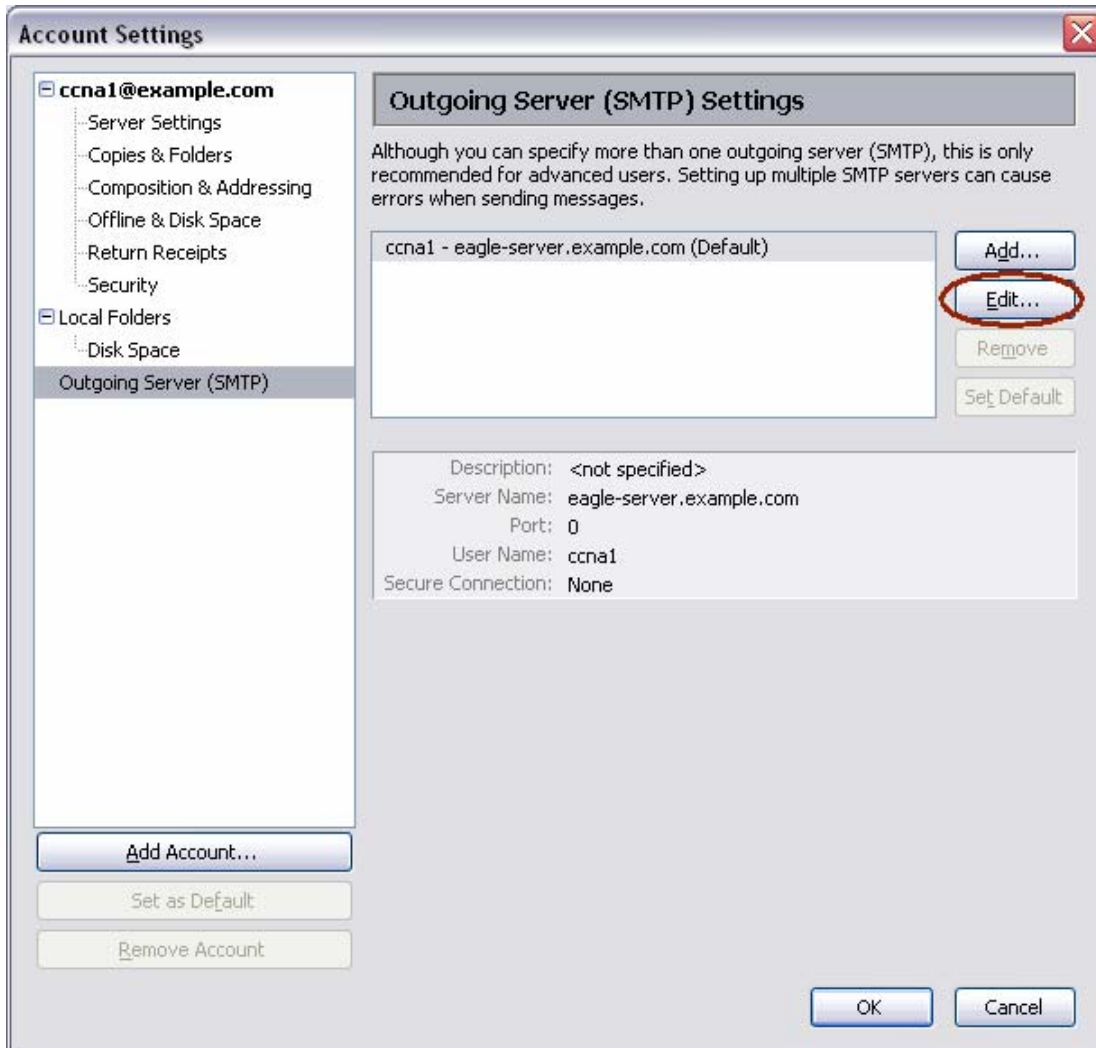 Account Settings
ccna1@example.com
Server Settings
Copies & Folders
Composition & Addressing
Offline & Disk Space
Return Receipts
Security
Local Folders
Disk Space
Outgoing Server (SMTP)
Add Account...
Set as Default
Remove Account
Outgoing Server (SMTP) Settings
Although you can specify more than one outgoing server (SMTP), this is only
recommended for advanced users. Setting up multiple SMTP servers can cause
errors when sending messages.
ccna1 - eagle-server.example.com (Default)
Add...
Edit...
Remove
Set Default
Description: <not specified>
Server Name: eagle-server.example.com
Port: 0
User Name: ccna1
Secure Connection: None
OK
Cancel